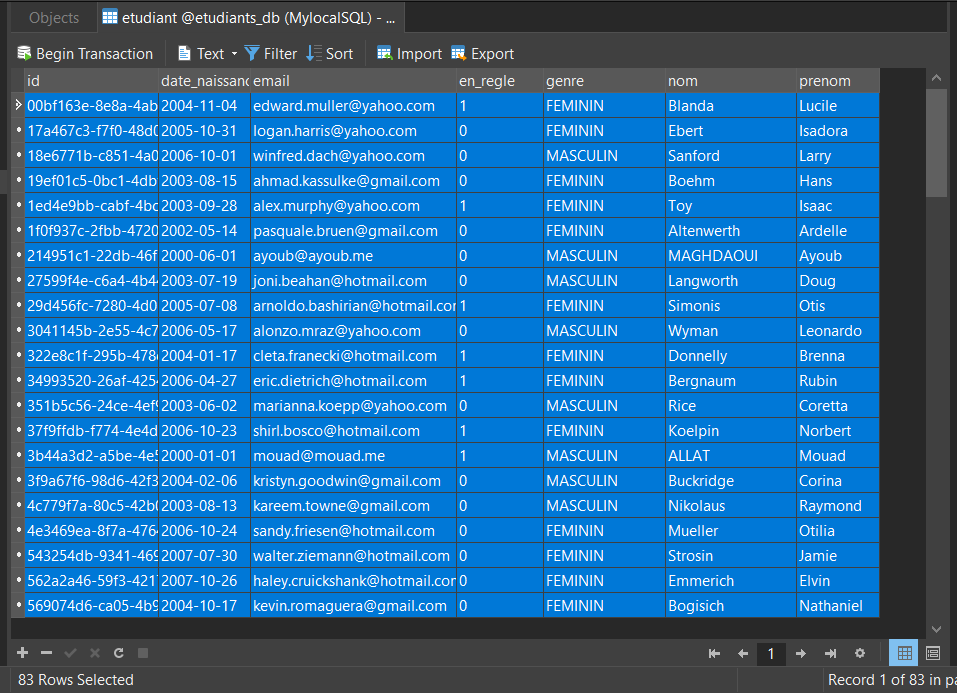 Objects etudiant @etudiants_db (MylocalSQL) - ...
Begin Transaction Text Filter Sort Import Export
id date_naissanc email en_regle genre nom prenom
00bf163e-8e8a-4ab 2004-11-04 edward.muller@yahoo.com 1 FEMININ Blanda Lucile
17a467c3-f7f0-48d0 2005-10-31 logan.harris@yahoo.com 0 FEMININ Ebert Isadora
18e6771b-c851-4a0 2006-10-01 winfred.dach@yahoo.com 0 MASCULIN Sanford Larry
19ef01c5-0bc1-4db 2003-08-15 ahmad.kassulke@gmail.com 0 FEMININ Boehm Hans
1ed4e9bb-cabf-4bc 2003-09-28 alex.murphy@yahoo.com 1 FEMININ Toy Isaac
1f0f937c-2fbb-4720 2002-05-14 pasquale.bruen@gmail.com 0 FEMININ Altenwerth Ardelle
214951c1-22db-46f 2000-06-01 ayoub@ayoub.me 0 MASCULIN MAGHDAOUI Ayoub
27599f4e-c6a4-4b4 2003-07-19 joni.beahan@hotmail.com 0 MASCULIN Langworth Doug
29d456fc-7280-4d0 2005-07-08 arnoldo.bashirian@hotmail.cor 1 FEMININ Simonis Otis
3041145b-2e55-4c7 2006-05-17 alonzo.mraz@yahoo.com 0 MASCULIN Wyman Leonardo
322e8c1f-295b-478 2004-01-17 cleta.franecki@hotmail.com 1 FEMININ Donnelly Brenna
34993520-26af-4254 2006-04-27 eric.dietrich@hotmail.com 1 FEMININ Bergnaum Rubin
351b5c56-24ce-4ef9 2003-06-02 marianna.koepp@yahoo.com 0 MASCULIN Rice Coretta
37f9ffdb-f774-4e4d 2006-10-23 shirl.bosco@hotmail.com 1 FEMININ Koelpin Norbert
3b44a3d2-a5be-4e5 2000-01-01 mouad@mouad.me 1 MASCULIN ALLAT Mouad
3f9a67f6-98d6-42f3 2004-02-06 kristyn.goodwin@gmail.com 0 MASCULIN Buckridge Corina
4c779f7a-80c5-42b0 2003-08-13 kareem.towne@gmail.com 0 MASCULIN Nikolaus Raymond
4e3469ea-8f7a-476 2006-10-24 sandy.friesen@hotmail.com 0 FEMININ Mueller Otilia
543254db-9341-469 2007-07-30 walter.ziemann@hotmail.com 0 FEMININ Strosin Jamie
562a2a46-59f3-4217 2007-10-26 haley.cruickshank@hotmail.cor 0 FEMININ Emmerich Elvin
569074d6-ca05-4b9 2004-10-17 kevin.romaguera@gmail.com 0 FEMININ Bogisich Nathaniel
1
83 Rows Selected Record 1 of 83 in pa